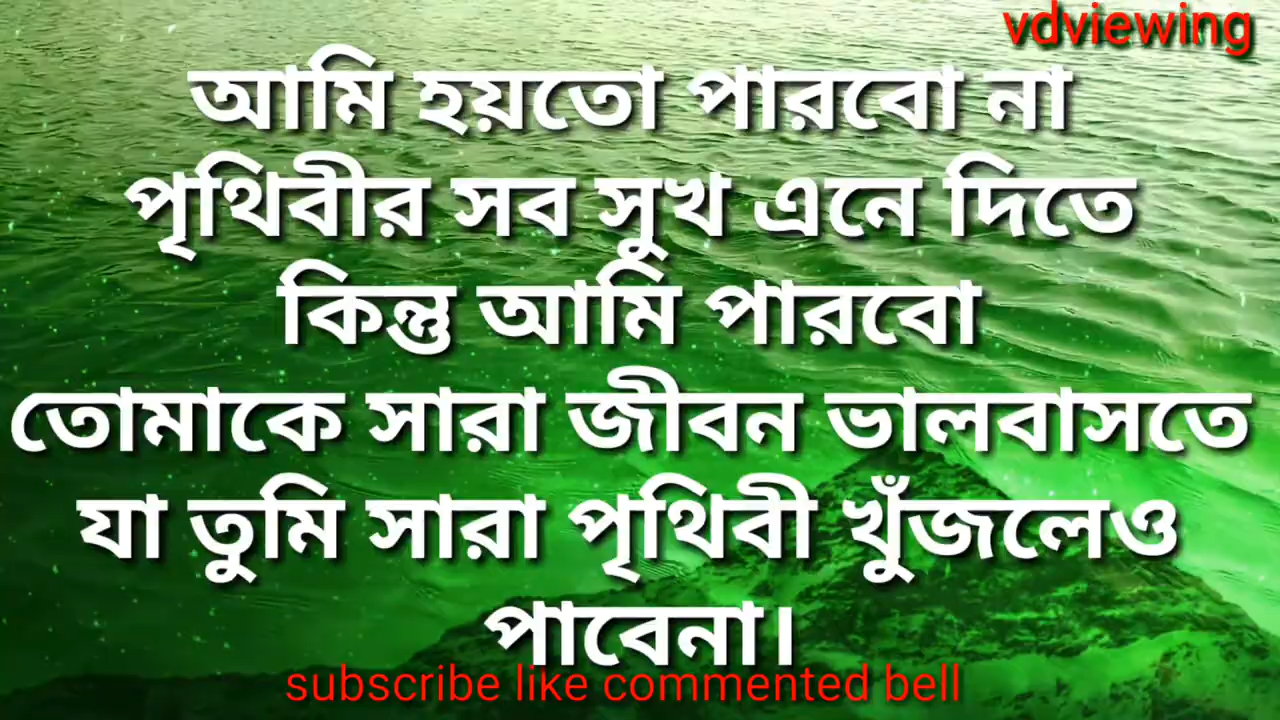 vdviewing
আমি হয়তো পারবো না
পৃথিবীর সব সুখ এনে দিতে
কিন্তু আমি পারবো
তোমাকে সারা জীবন ভালবাসতে
যা তুমি সারা পৃথিবী খুঁজলেও
পাবেনা।
subscribe like commented bell